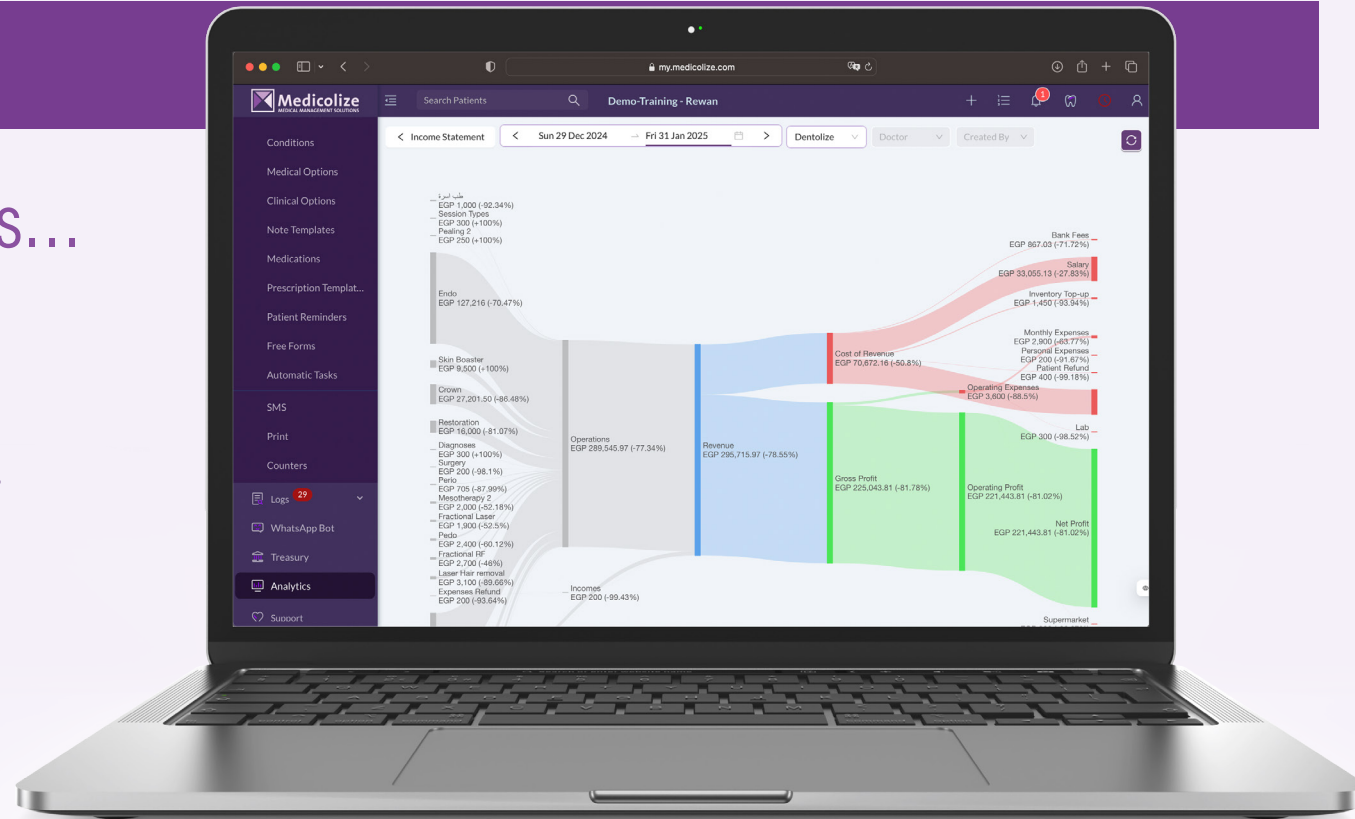 s...
my.medicolize.com
Medicolize
MEDICAL MANAGEMENT SOLUTIONS
Search Patients
Demo-Training - Rewan
1
Conditions
Medical Options
Clinical Options
Note Templates
Medications
Prescription Templat...
Patient Reminders
Free Forms
Automatic Tasks
SMS
Print
Counters
Logs 29
WhatsApp Bot
Treasury
Analytics
Support
Income Statement
Sun 29 Dec 2024
Fri 31 Jan 2025
Dentolize
Doctor
Created By
طب اسرة
EGP 1,000 (-92.34%)
Session Types
EGP 300 (+100%)
Pealing 2
EGP 250 (+100%)
Endo
EGP 127,216 (-70.47%)
Skin Boaster
EGP 9,500 (+100%)
Crown
EGP 27,201.50 (-86.48%)
Restoration
EGP 16,000 (-81.07%)
Diagnoses
EGP 300 (+100%)
Surgery
EGP 200 (-98.1%)
Perio
EGP 705 (-87.99%)
Mesotherapy 2
EGP 2,000 (-52.18%)
Fractional Laser
EGP 1,900 (-52.5%)
Pedo
EGP 2,400 (-60.12%)
Fractional RF
EGP 2,700 (-46%)
Laser Hair removal
EGP 3,100 (-89.66%)
Expenses Refund
EGP 200 (-93.64%)
Operations
EGP 289,545.97 (-77.34%)
Incomes
EGP 200 (-99.43%)
Revenue
EGP 295,715.97 (-78.55%)
Cost of Revenue
EGP 70,672.16 (-50.8%)
Gross Profit
EGP 225,043.81 (-81.78%)
Operating Expenses
EGP 3,600 (-88.5%)
Operating Profit
EGP 221,443.81 (-81.02%)
Bank Fees
EGP 867.03 (-71.72%)
Salary
EGP 33,055.13 (-27.83%)
Inventory Top-up
EGP 1,450 (-93.94%)
Monthly Expenses
EGP 2,900 (-63.77%)
Personal Expenses
EGP 200 (-91.67%)
Patient Refund
EGP 400 (-99.18%)
Lab
EGP 300 (-98.52%)
Net Profit
EGP 221,443.81 (-81.02%)
Supermarket